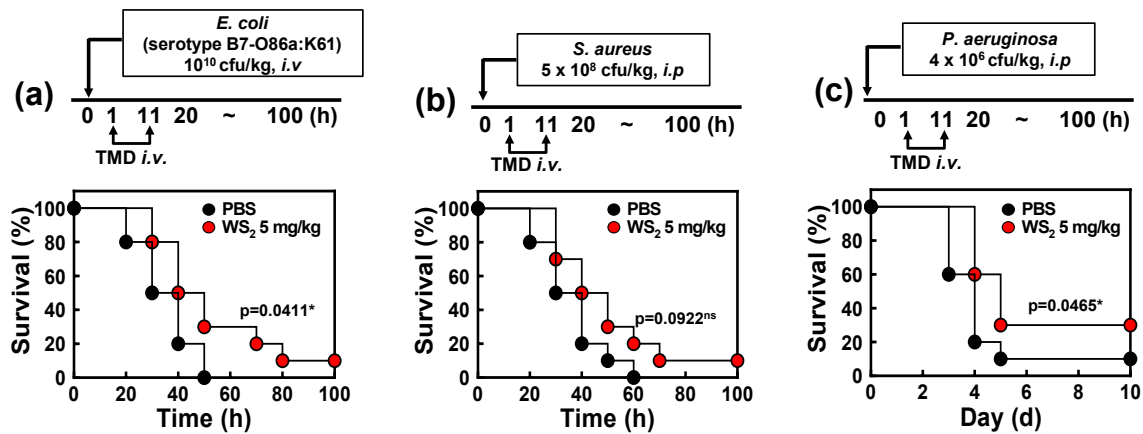 (a)
E. coli
(serotype B7-O86a:K61)
10¹⁰ cfu/kg, i.v
0 1 11 20 ~ 100 (h)
TMD i.v.
Survival (%)
100
80
60
40
20
0
PBS
WS₂ 5 mg/kg
p=0.0411*
0 20 40 60 80 100
Time (h)
(b)
S. aureus
5 x 10⁸ cfu/kg, i.p
0 1 11 20 ~ 100 (h)
TMD i.v.
Survival (%)
100
80
60
40
20
0
PBS
WS₂ 5 mg/kg
p=0.0922ⁿˢ
0 20 40 60 80 100
Time (h)
(c)
P. aeruginosa
4 x 10⁶ cfu/kg, i.p
0 1 11 20 ~ 100 (h)
TMD i.v.
Survival (%)
100
80
60
40
20
0
PBS
WS₂ 5 mg/kg
p=0.0465*
0 2 4 6 8 10
Day (d)